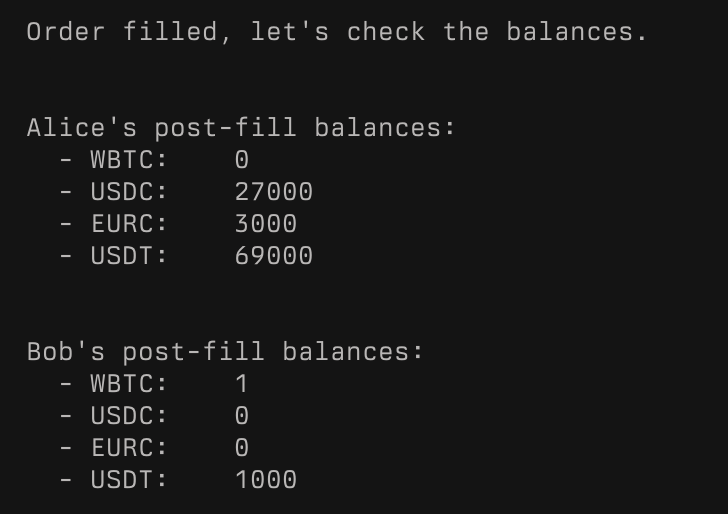 Order filled, let's check the balances.
Alice's post-fill balances:
- WBTC: 0
- USDC: 27000
- EURC: 3000
- USDT: 69000
Bob's post-fill balances:
- WBTC: 1
- USDC: 0
- EURC: 0
- USDT: 1000